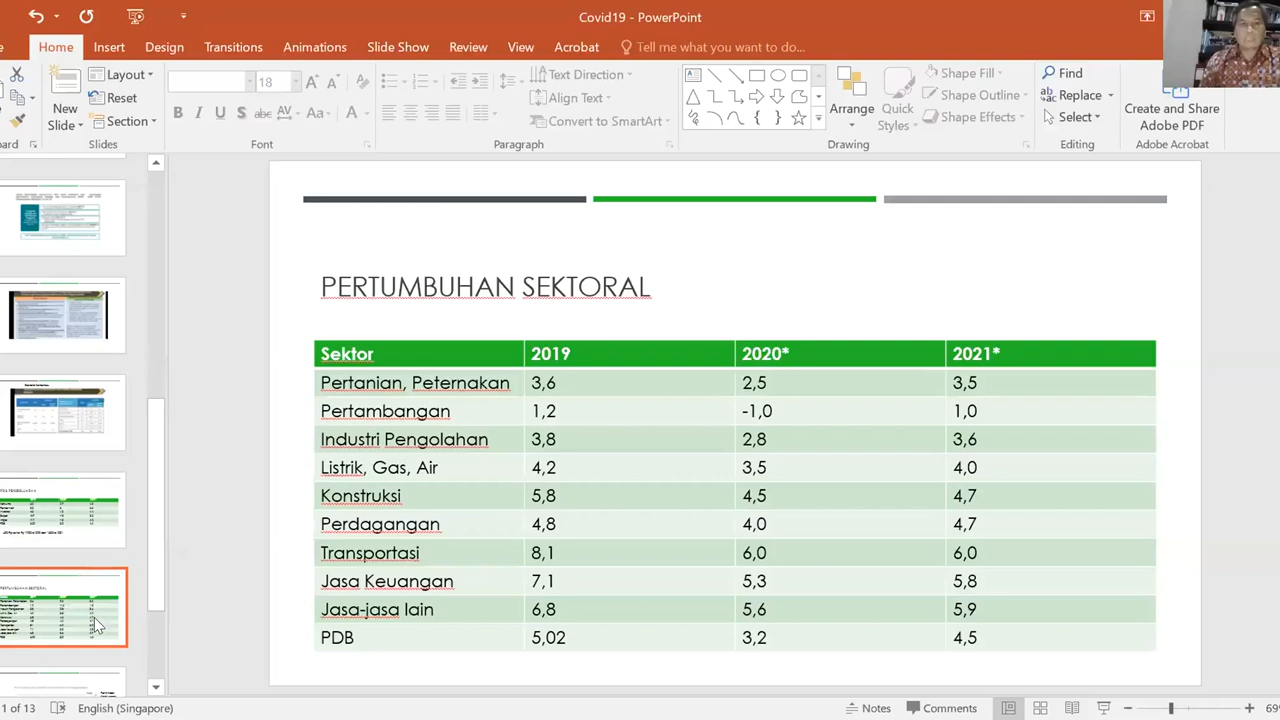 Covid19 - PowerPoint
Home Insert Design Transitions Animations Slide Show Review View Acrobat Tell me what you want to do...
New Slide
Layout
Reset
Section
18
Text Direction
Align Text
Convert to SmartArt
Arrange
Quick Styles
Shape Fill
Shape Outline
Shape Effects
Find
Replace
Select
Create and Share Adobe PDF
Slides Font Paragraph Drawing Editing Adobe Acrobat
PERTUMBUHAN SEKTORAL
Sektor 2019 2020* 2021*
Pertanian, Peternakan 3,6 2,5 3,5
Pertambangan 1,2 -1,0 1,0
Industri Pengolahan 3,8 2,8 3,6
Listrik, Gas, Air 4,2 3,5 4,0
Konstruksi 5,8 4,5 4,7
Perdagangan 4,8 4,0 4,7
Transportasi 8,1 6,0 6,0
Jasa Keuangan 7,1 5,3 5,8
Jasa-jasa lain 6,8 5,6 5,9
PDB 5,02 3,2 4,5
1 of 13 English (Singapore) Notes Comments